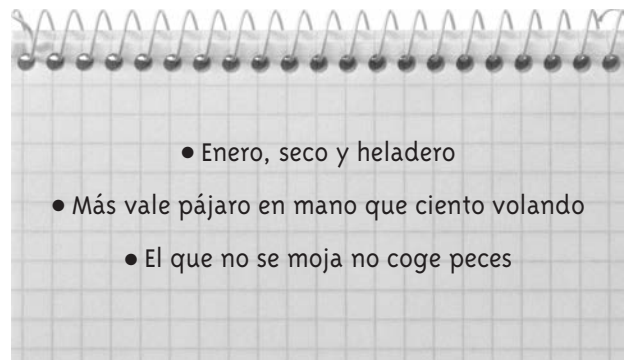 • Enero, seco y heladero
• Más vale pájaro en mano que ciento volando
• El que no se moja no coge peces